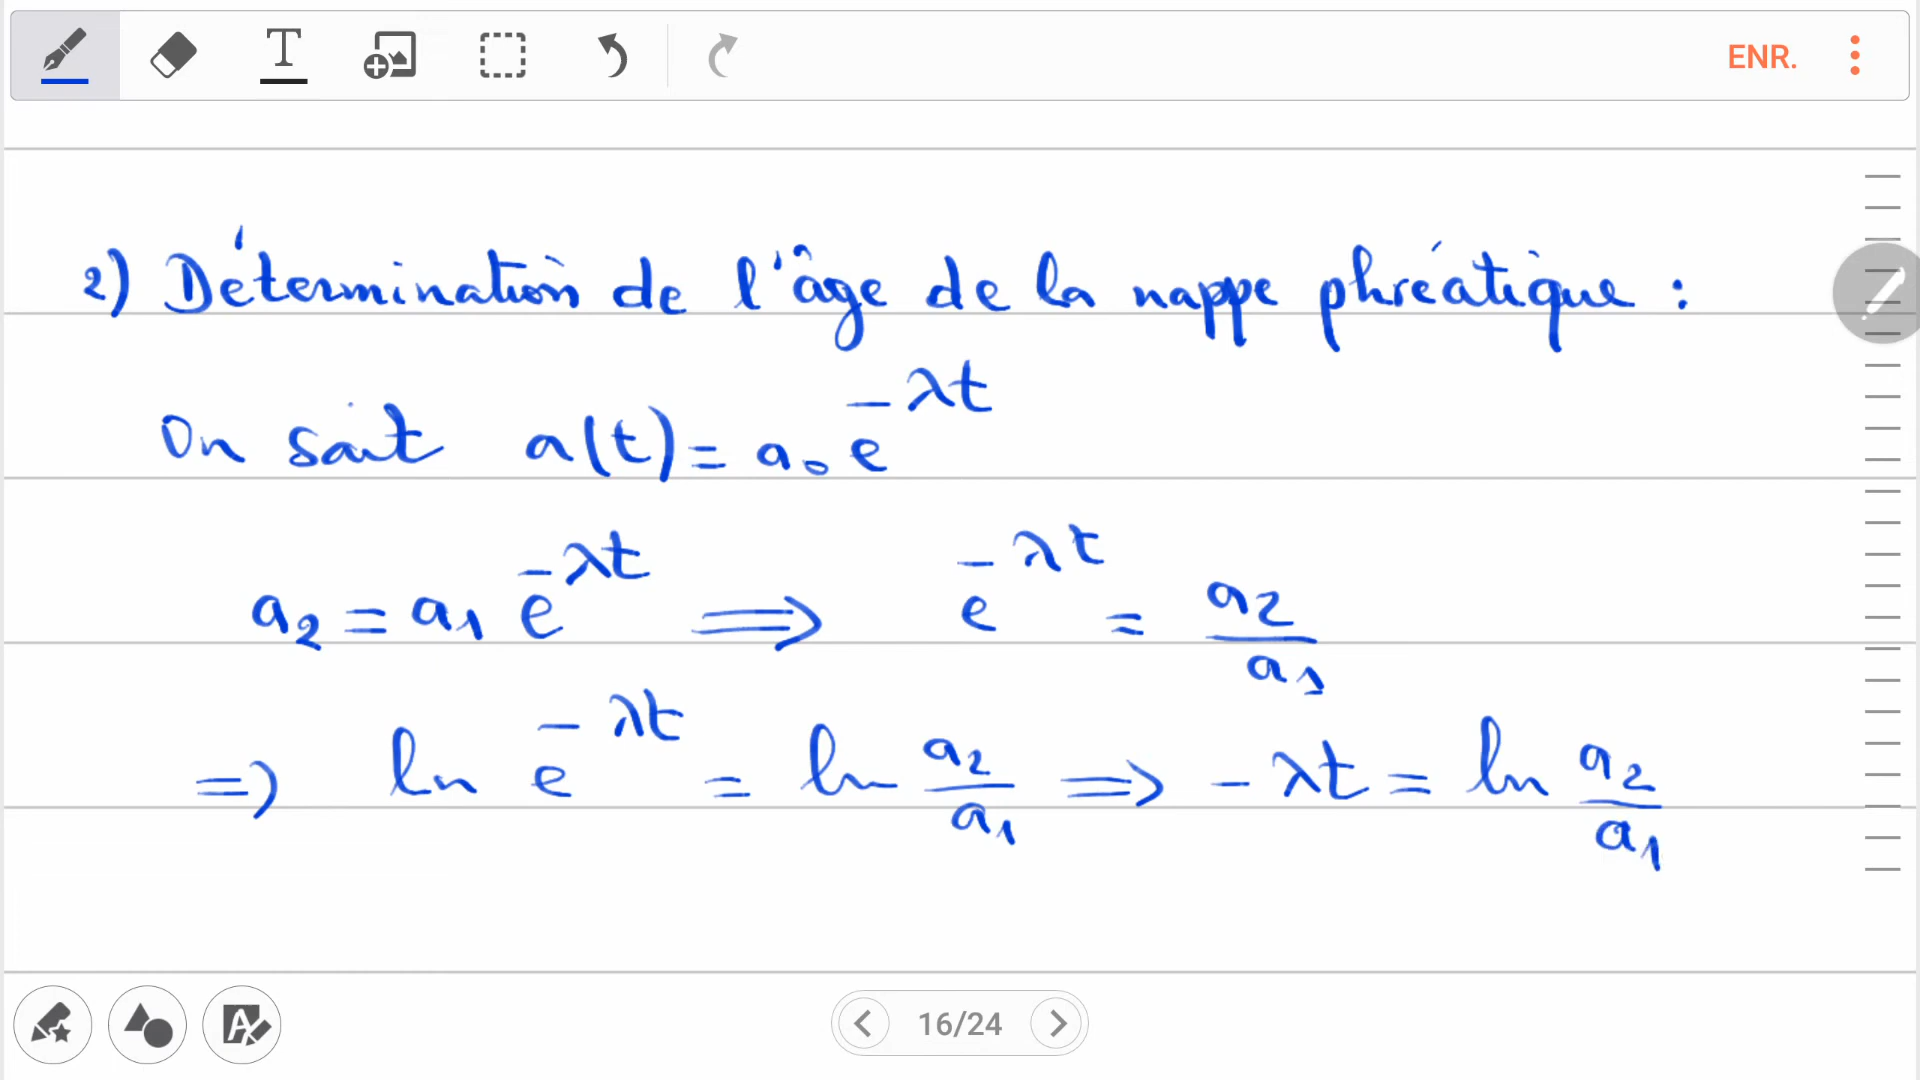 T ENR.
2) Détermination de l'âge de la nappe phréatique :
On sait a(t) = a₀ e^{-λt}
a₂ = a₁ e^{-λt} ⟹ e^{-λt} = a₂/a₁
⟹ ln e^{-λt} = ln a₂/a₁ ⟹ -λt = ln a₂/a₁
16/24